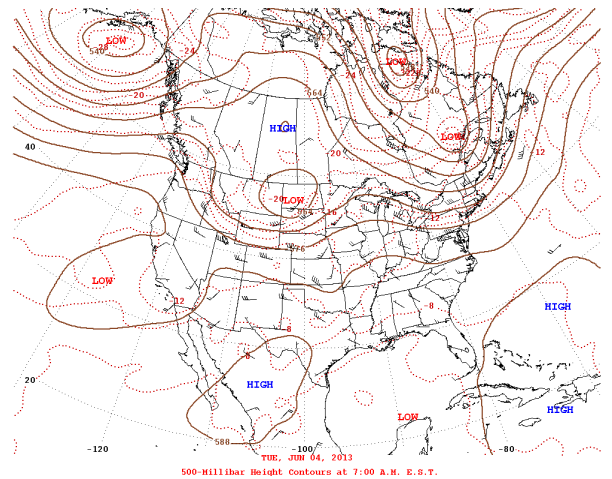 LOW
-28
540
-24
-20
40
LOW
-24
564
540
HIGH
LOW
-12
-20
-20
LOW
564
-16
-12
576
LOW
-12
-8
HIGH
-8
-8
HIGH
20
LOW
HIGH
588
-120
-100
-80
TUE, JUN 04, 2013
500-Millibar Height Contours at 7:00 A.M. E.S.T.